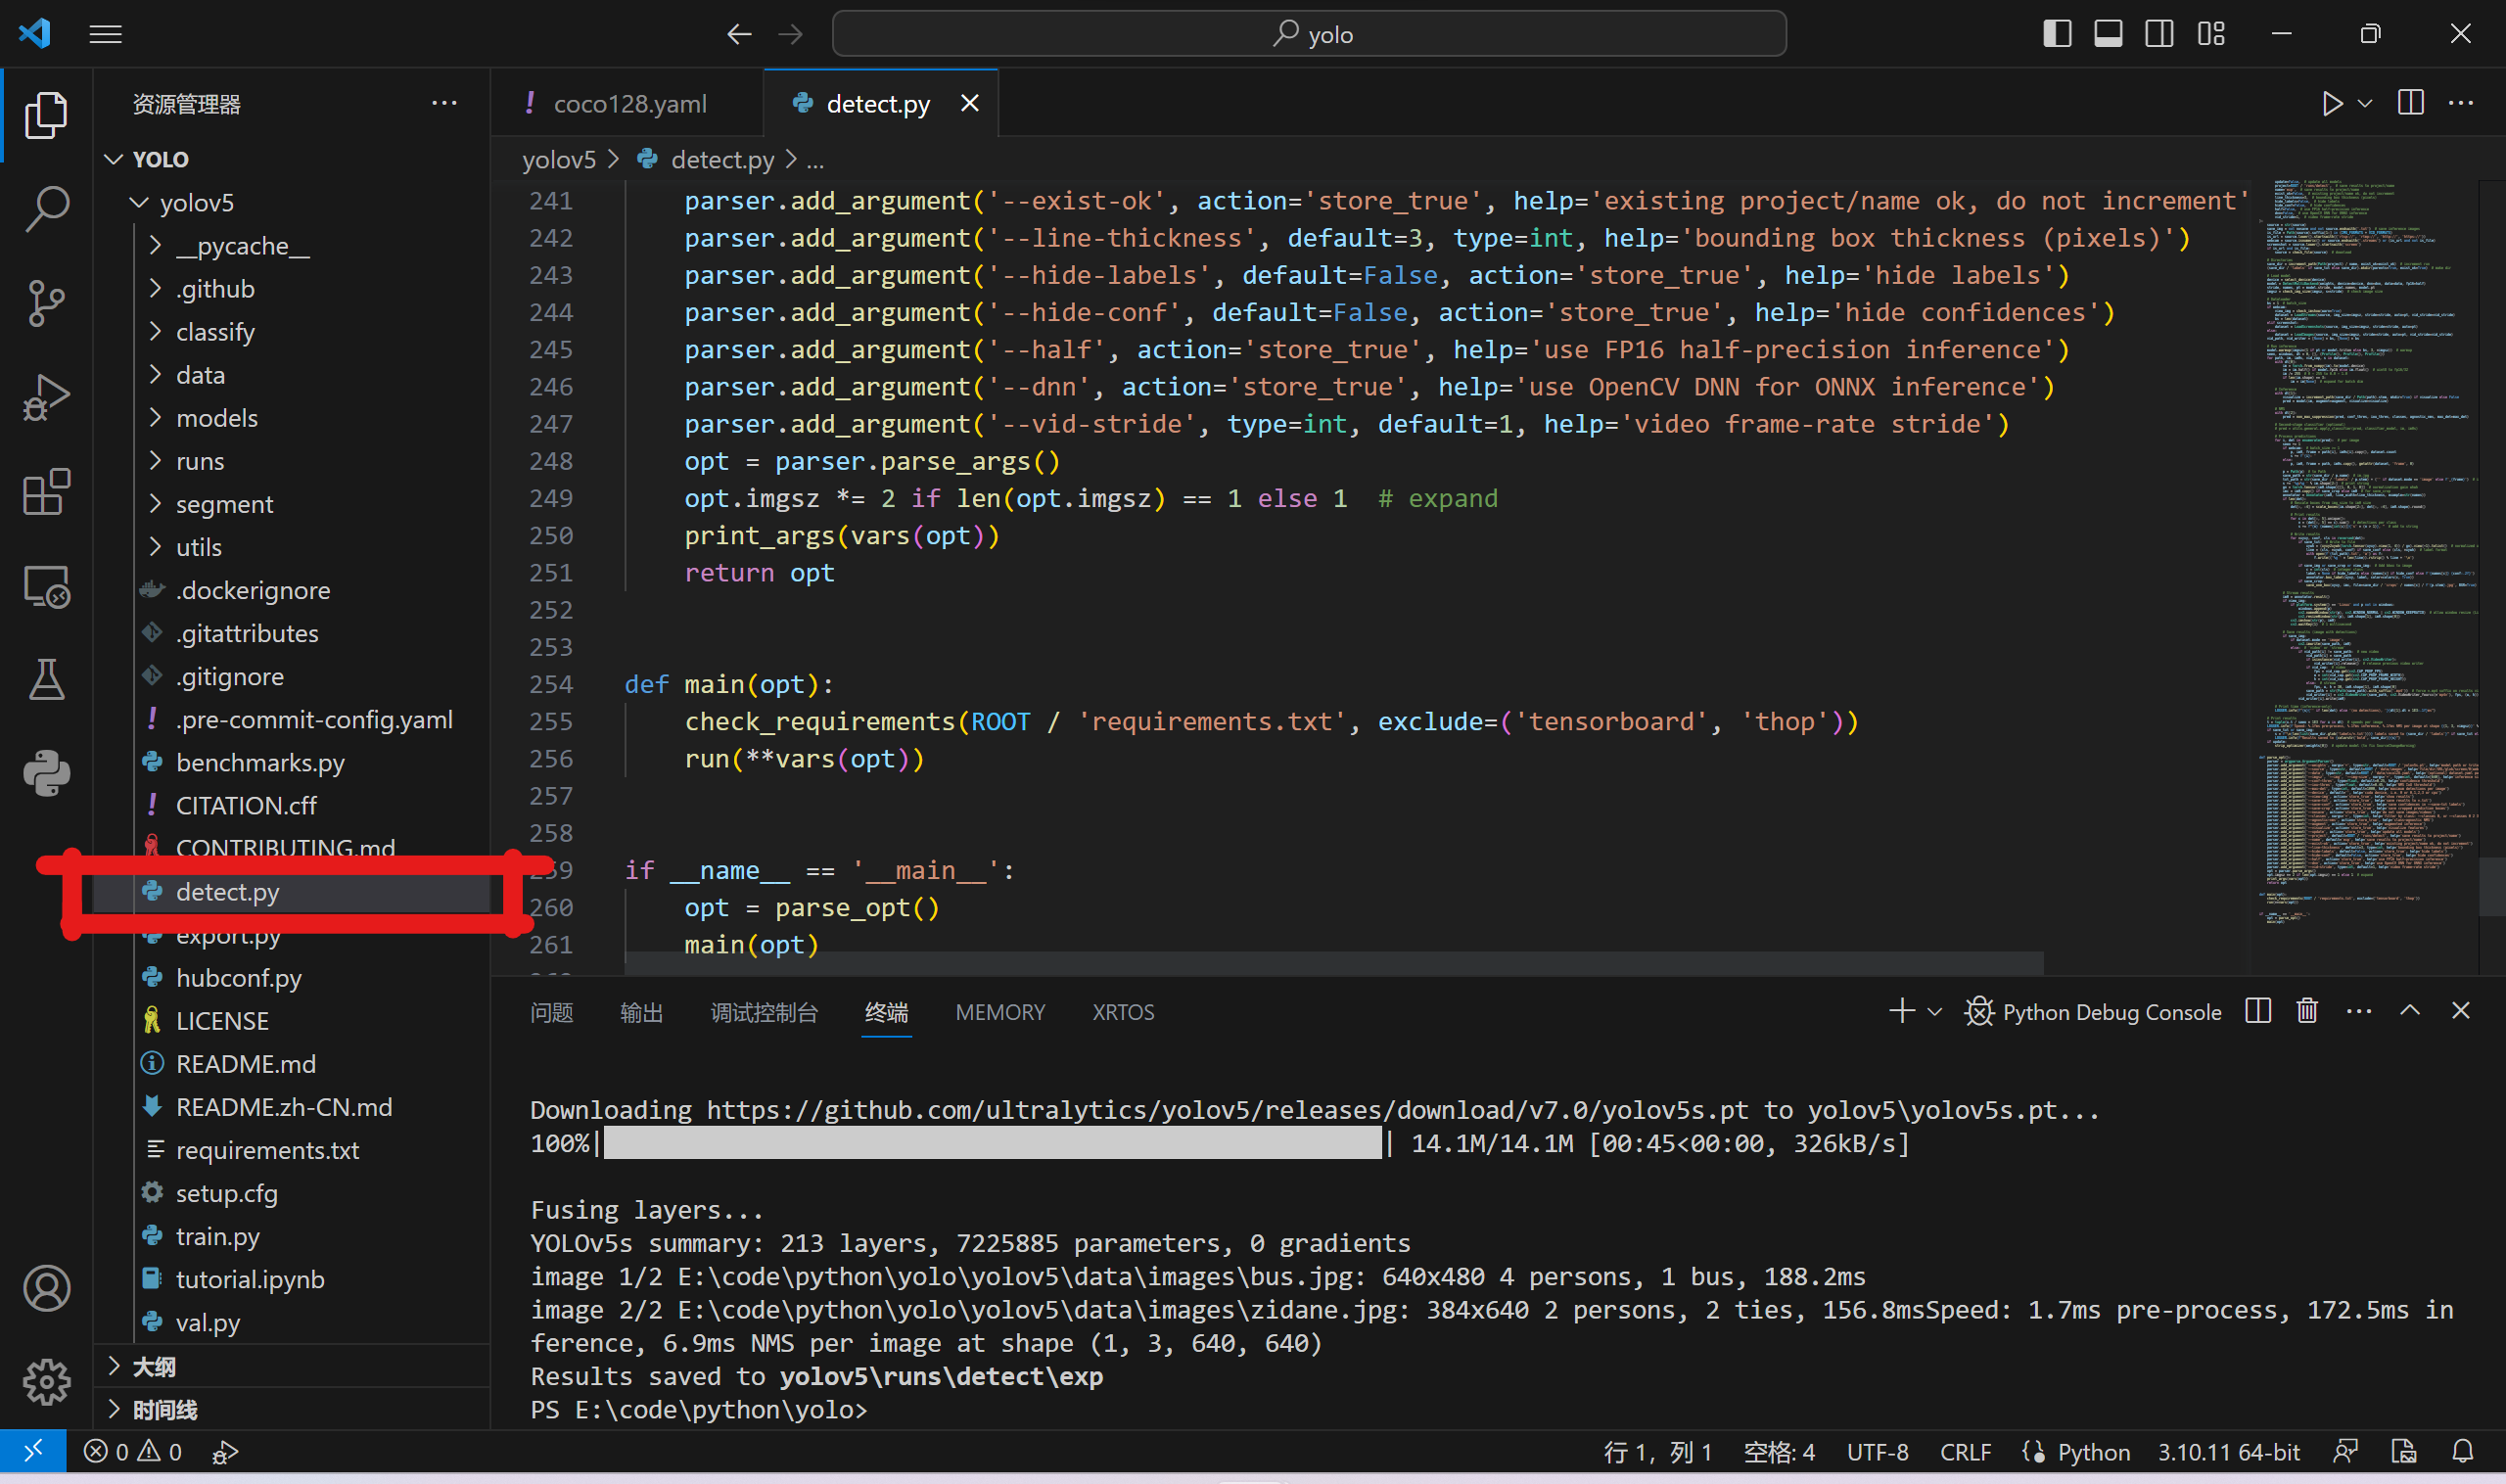 yolo
资源管理器
YOLO
yolov5
__pycache__
.github
classify
data
models
runs
segment
utils
.dockerignore
.gitattributes
.gitignore
.pre-commit-config.yaml
benchmarks.py
CITATION.cff
CONTRIBUTING.md
detect.py
export.py
hubconf.py
LICENSE
README.md
README.zh-CN.md
requirements.txt
setup.cfg
train.py
tutorial.ipynb
val.py
大纲
时间线
coco128.yaml
detect.py
yolov5 > detect.py > ...
241 parser.add_argument('--exist-ok', action='store_true', help='existing project/name ok, do not increment'
242 parser.add_argument('--line-thickness', default=3, type=int, help='bounding box thickness (pixels)')
243 parser.add_argument('--hide-labels', default=False, action='store_true', help='hide labels')
244 parser.add_argument('--hide-conf', default=False, action='store_true', help='hide confidences')
245 parser.add_argument('--half', action='store_true', help='use FP16 half-precision inference')
246 parser.add_argument('--dnn', action='store_true', help='use OpenCV DNN for ONNX inference')
247 parser.add_argument('--vid-stride', type=int, default=1, help='video frame-rate stride')
248 opt = parser.parse_args()
249 opt.imgsz *= 2 if len(opt.imgsz) == 1 else 1  # expand
250 print_args(vars(opt))
251 return opt
252
253
254 def main(opt):
255 check_requirements(ROOT / 'requirements.txt', exclude=('tensorboard', 'thop'))
256 run(**vars(opt))
257
258
259 if __name__ == '__main__':
260 opt = parse_opt()
261 main(opt)
问题 输出 调试控制台 终端 MEMORY XRTOS
Python Debug Console
Downloading https://github.com/ultralytics/yolov5/releases/download/v7.0/yolov5s.pt to yolov5\yolov5s.pt...
100%| | 14.1M/14.1M [00:45<00:00, 326kB/s]
Fusing layers...
YOLOv5s summary: 213 layers, 7225885 parameters, 0 gradients
image 1/2 E:\code\python\yolo\yolov5\data\images\bus.jpg: 640x480 4 persons, 1 bus, 188.2ms
image 2/2 E:\code\python\yolo\yolov5\data\images\zidane.jpg: 384x640 2 persons, 2 ties, 156.8msSpeed: 1.7ms pre-process, 172.5ms in
ference, 6.9ms NMS per image at shape (1, 3, 640, 640)
Results saved to yolov5\runs\detect\exp
PS E:\code\python\yolo>
0 0
行 1，列 1 空格: 4 UTF-8 CRLF Python 3.10.11 64-bit